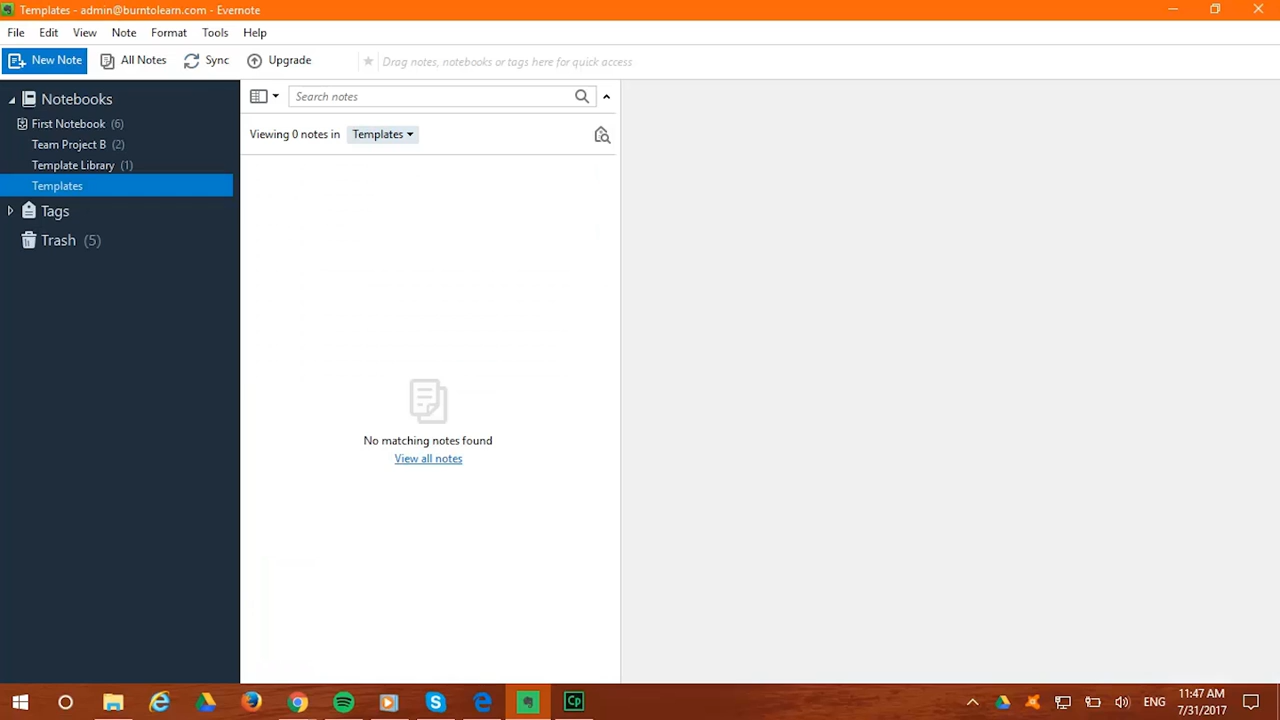 Templates - admin@burntolearn.com - Evernote
File Edit View Note Format Tools Help
New Note All Notes Sync Upgrade Drag notes, notebooks or tags here for quick access
Notebooks
First Notebook (6)
Team Project B (2)
Template Library (1)
Templates
Tags
Trash (5)
Search notes
Viewing 0 notes in Templates
No matching notes found
View all notes
Cp
ENG
11:47 AM
7/31/2017